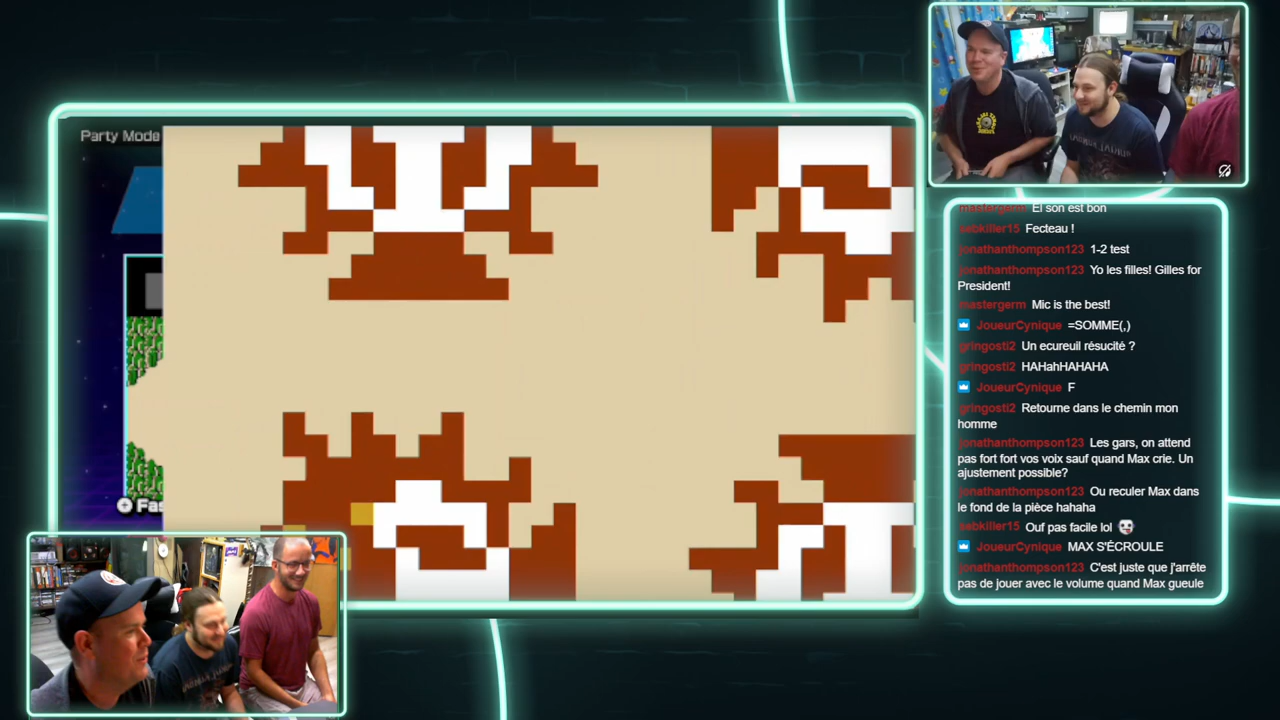 Party Mode
Fas
mastergerm El son est bon
sebkiller15 Fecteau !
jonathanthompson123 1-2 test
jonathanthompson123 Yo les filles! Gilles for
President!
mastergerm Mic is the best!
JoueurCynique =SOMME(,)
gringosti2 Un ecureuil résucité ?
gringosti2 HAHahHAHAHA
JoueurCynique F
gringosti2 Retourne dans le chemin mon
homme
jonathanthompson123 Les gars, on attend
pas fort fort vos voix sauf quand Max crie. Un
ajustement possible?
jonathanthompson123 Ou reculer Max dans
le fond de la pièce hahaha
sebkiller15 Ouf pas facile lol
JoueurCynique MAX S'ÉCROULE
jonathanthompson123 C'est juste que j'arrête
pas de jouer avec le volume quand Max gueule